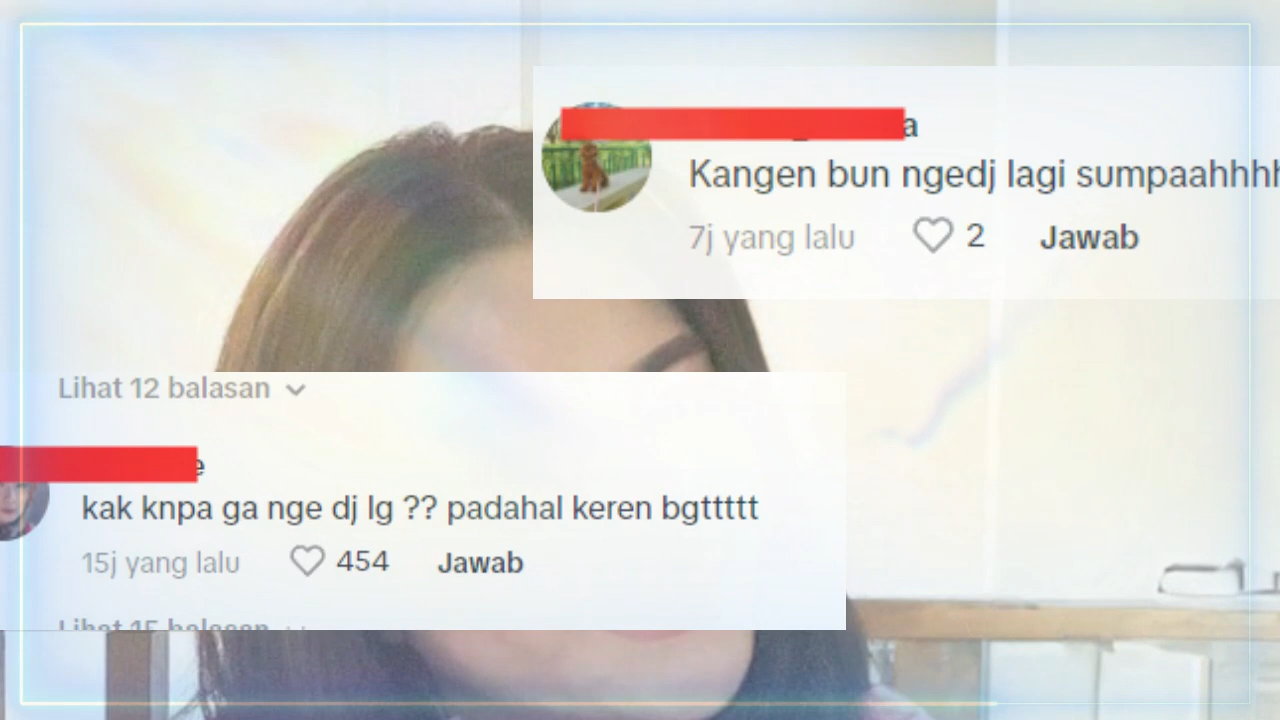 a
Kangen bun ngedj lagi sumpaahhhh
7j yang lalu 2 Jawab
Lihat 12 balasan
e
kak knpa ga nge dj lg ?? padahal keren bgttttt
15j yang lalu 454 Jawab
Lihat 15 balasan